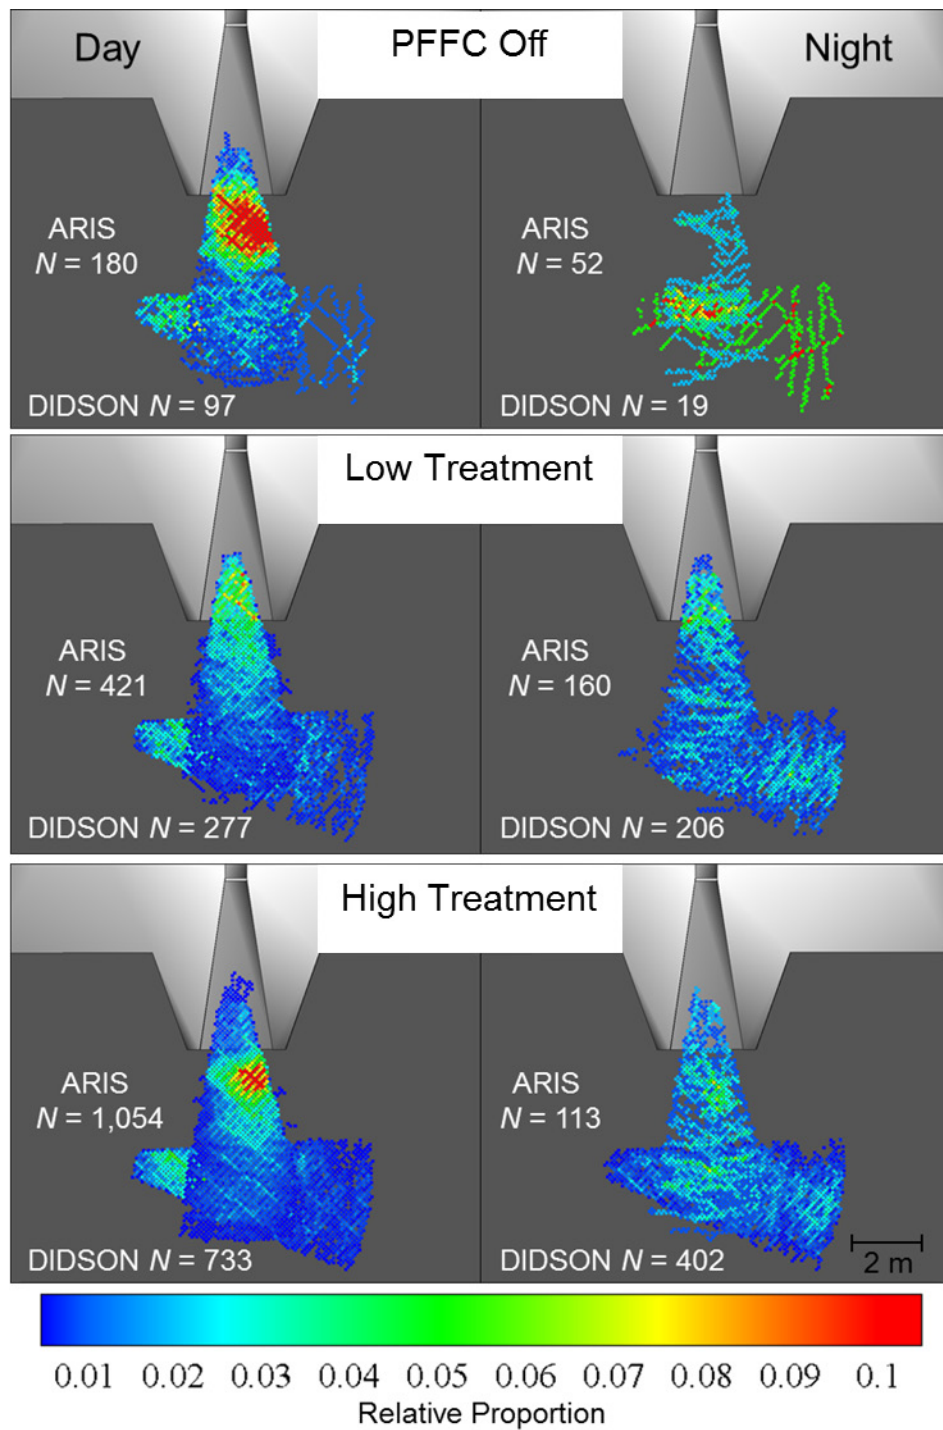 Day
PFFC Off
Night
ARIS
N = 180
ARIS
N = 52
DIDSON N = 97
DIDSON N = 19
Low Treatment
ARIS
N = 421
ARIS
N = 160
DIDSON N = 277
DIDSON N = 206
High Treatment
ARIS
N = 1,054
ARIS
N = 113
DIDSON N = 733
DIDSON N = 402
2 m
0.01 0.02 0.03 0.04 0.05 0.06 0.07 0.08 0.09 0.1
Relative Proportion